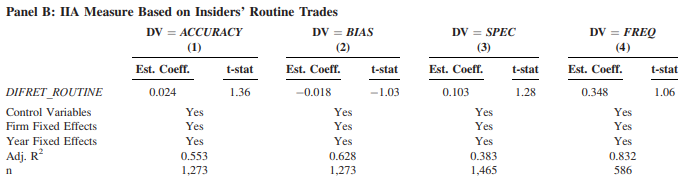 Panel B: IIA Measure Based on Insiders' Routine Trades
DV = ACCURACY DV = BIAS DV = SPEC DV = FREQ
(1) (2) (3) (4)
Est. Coeff. t-stat Est. Coeff. t-stat Est. Coeff. t-stat Est. Coeff. t-stat
DIFRET_ROUTINE 0.024 1.36 −0.018 −1.03 0.103 1.28 0.348 1.06
Control Variables Yes Yes Yes Yes
Firm Fixed Effects Yes Yes Yes Yes
Year Fixed Effects Yes Yes Yes Yes
Adj. R² 0.553 0.628 0.383 0.832
n 1,273 1,273 1,465 586